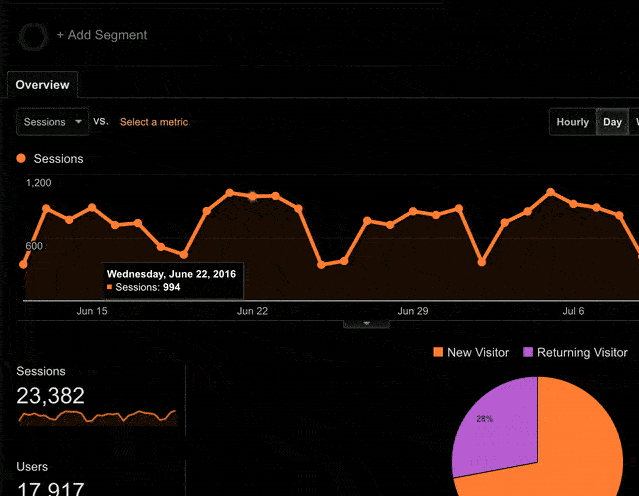 + Add Segment
Overview
Sessions vs. Select a metric
Hourly Day
Sessions
1,200
600
Wednesday, June 22, 2016
Sessions: 994
Jun 15 Jun 22 Jun 29 Jul 6
New Visitor Returning Visitor
Sessions
23,382
28%
Users
17,917